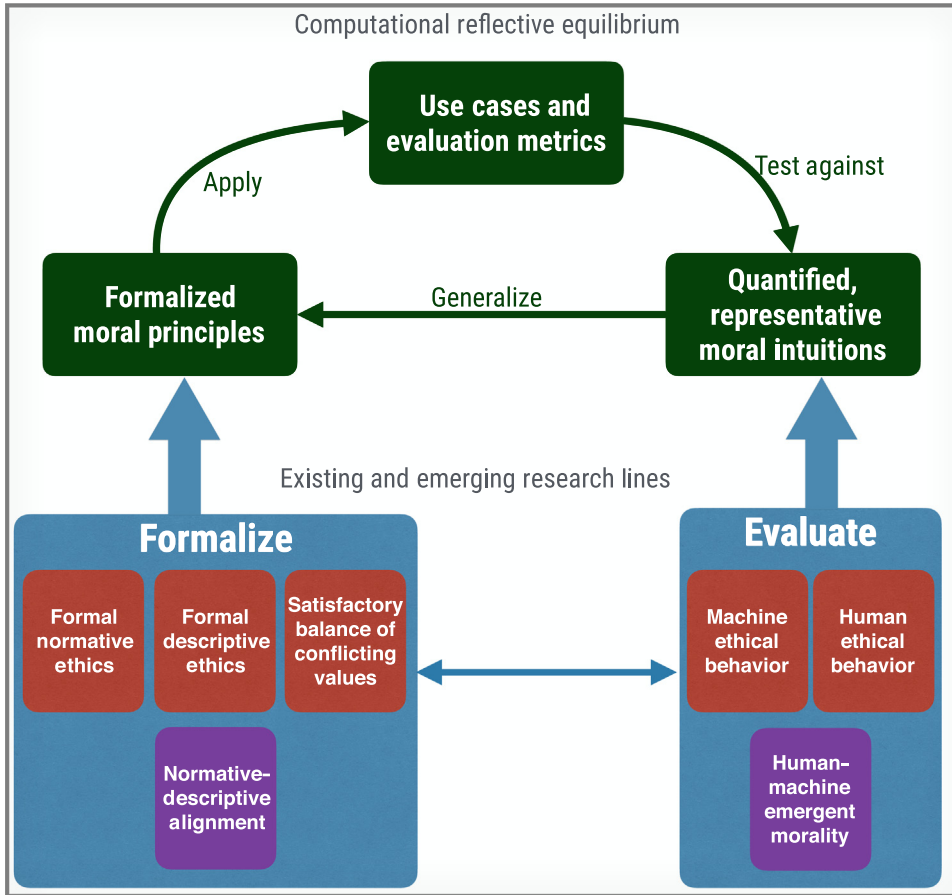 Computational reflective equilibrium
Use cases and
evaluation metrics
Apply
Test against
Formalized
moral principles
Generalize
Quantified,
representative
moral intuitions
Existing and emerging research lines
Formalize
Formal
normative
ethics
Formal
descriptive
ethics
Satisfactory
balance of
conflicting
values
Normative-
descriptive
alignment
Evaluate
Machine
ethical
behavior
Human
ethical
behavior
Human–
machine
emergent
morality